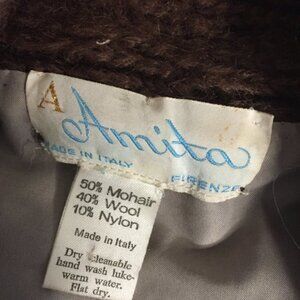 A
Amita
MADE IN ITALY
FIRENZE
50% Mohair
40% Wool
10% Nylon
Made in Italy
Dry cleanable
hand wash luke-
warm water.
Flat dry.